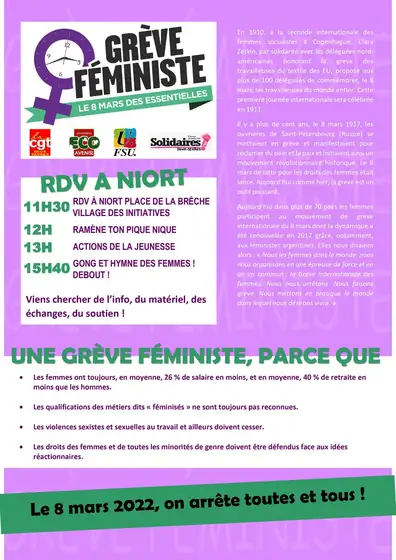 GRÈVE
FÉMINISTE
LE 8 MARS DES ESSENTIELLES
cgt
ECO
AVENIR
FSU.
Solidaires
RDV A NIORT
11H30 RDV À NIORT PLACE DE LA BRÈCHE
VILLAGE DES INITIATIVES
12H RAMÈNE TON PIQUE NIQUE
13H ACTIONS DE LA JEUNESSE
15H40 GONG ET HYMNE DES FEMMES !
DEBOUT !
Viens chercher de l'info, du matériel, des
échanges, du soutien !
En 1910, à la seconde internationale des
femmes socialistes à Copenhague, Clara
Zetkin, par solidarité avec les déléguées nord-
américaines honorant la grève des
travailleuses du textile des EU, propose que
plus de 100 déguées de commémorer, le 8
Mars, les travailleuses du monde entier. Cette
première journée internationale sera célébrée
en 1911.
Il y a plus de cent ans, le 8 mars 1917, les
ouvrières de Saint-Petersbourg (Russie) se
mettaient en grève et manifestaient pour
réclamer du pain et la paix et initiaient ainsi un
mouvement révolutionnaire historique. Le 8
mars de lutte pour les droits des femmes était
lancé. Aujourd'hui comme hier, la grève est un
outil puissant.
Aujourd'hui dans plus de 70 pays les femmes
participent au mouvement de grève
international du 8 mars dont la dynamique a
été renouvelée en 2017 grâce, notamment,
aux féministes argentines. Elles nous disaient
alors : « Nous les femmes dans le monde, nous
nous organisons en une épreuve de force et en
un cri commun : la Grève internationale des
femmes. Nous nous arrêtons. Nous faisons
grève. Nous mettons en pratique le monde
dans lequel nous désirons vivre. »
UNE GRÈVE FÉMINISTE, PARCE QUE
• Les femmes ont toujours, en moyenne, 26 % de salaire en moins, et en moyenne, 40 % de retraite en
moins que les hommes.
• Les qualifications des métiers dits « féminisés » ne sont toujours pas reconnues.
• Les violences sexistes et sexuelles au travail et ailleurs doivent cesser.
• Les droits des femmes et de toutes les minorités de genre doivent être défendus face aux idées
réactionnaires.
Le 8 mars 2022, on arrête toutes et tous !
GRÈVE FÉMINISTE